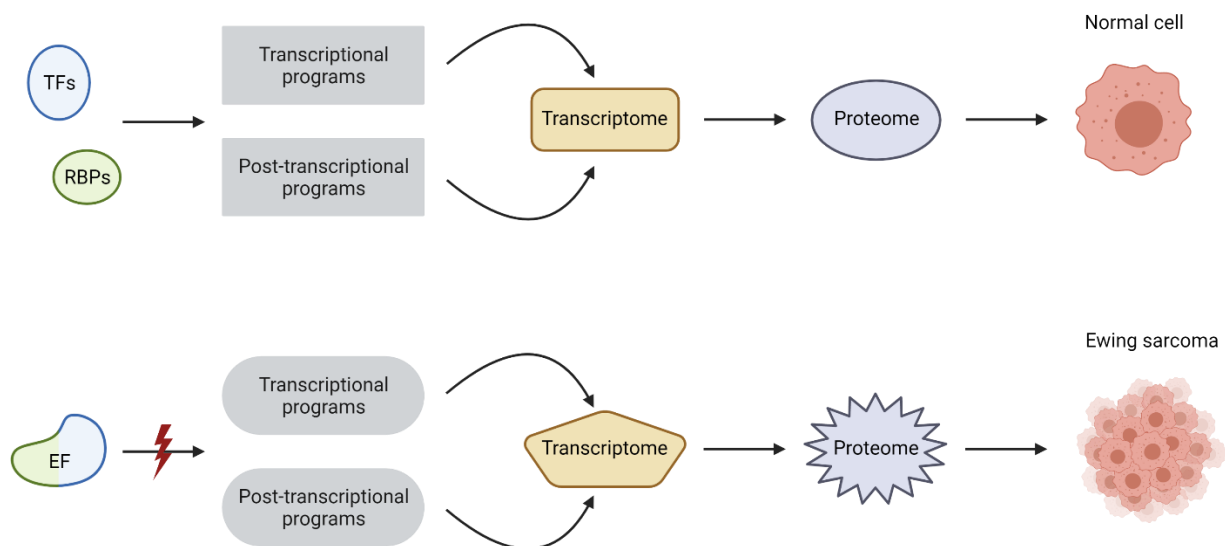 Normal cell
TFs
RBPs
Transcriptional
programs
Post-transcriptional
programs
Transcriptome
Proteome
Ewing sarcoma
EF
Transcriptional
programs
Post-transcriptional
programs
Transcriptome
Proteome